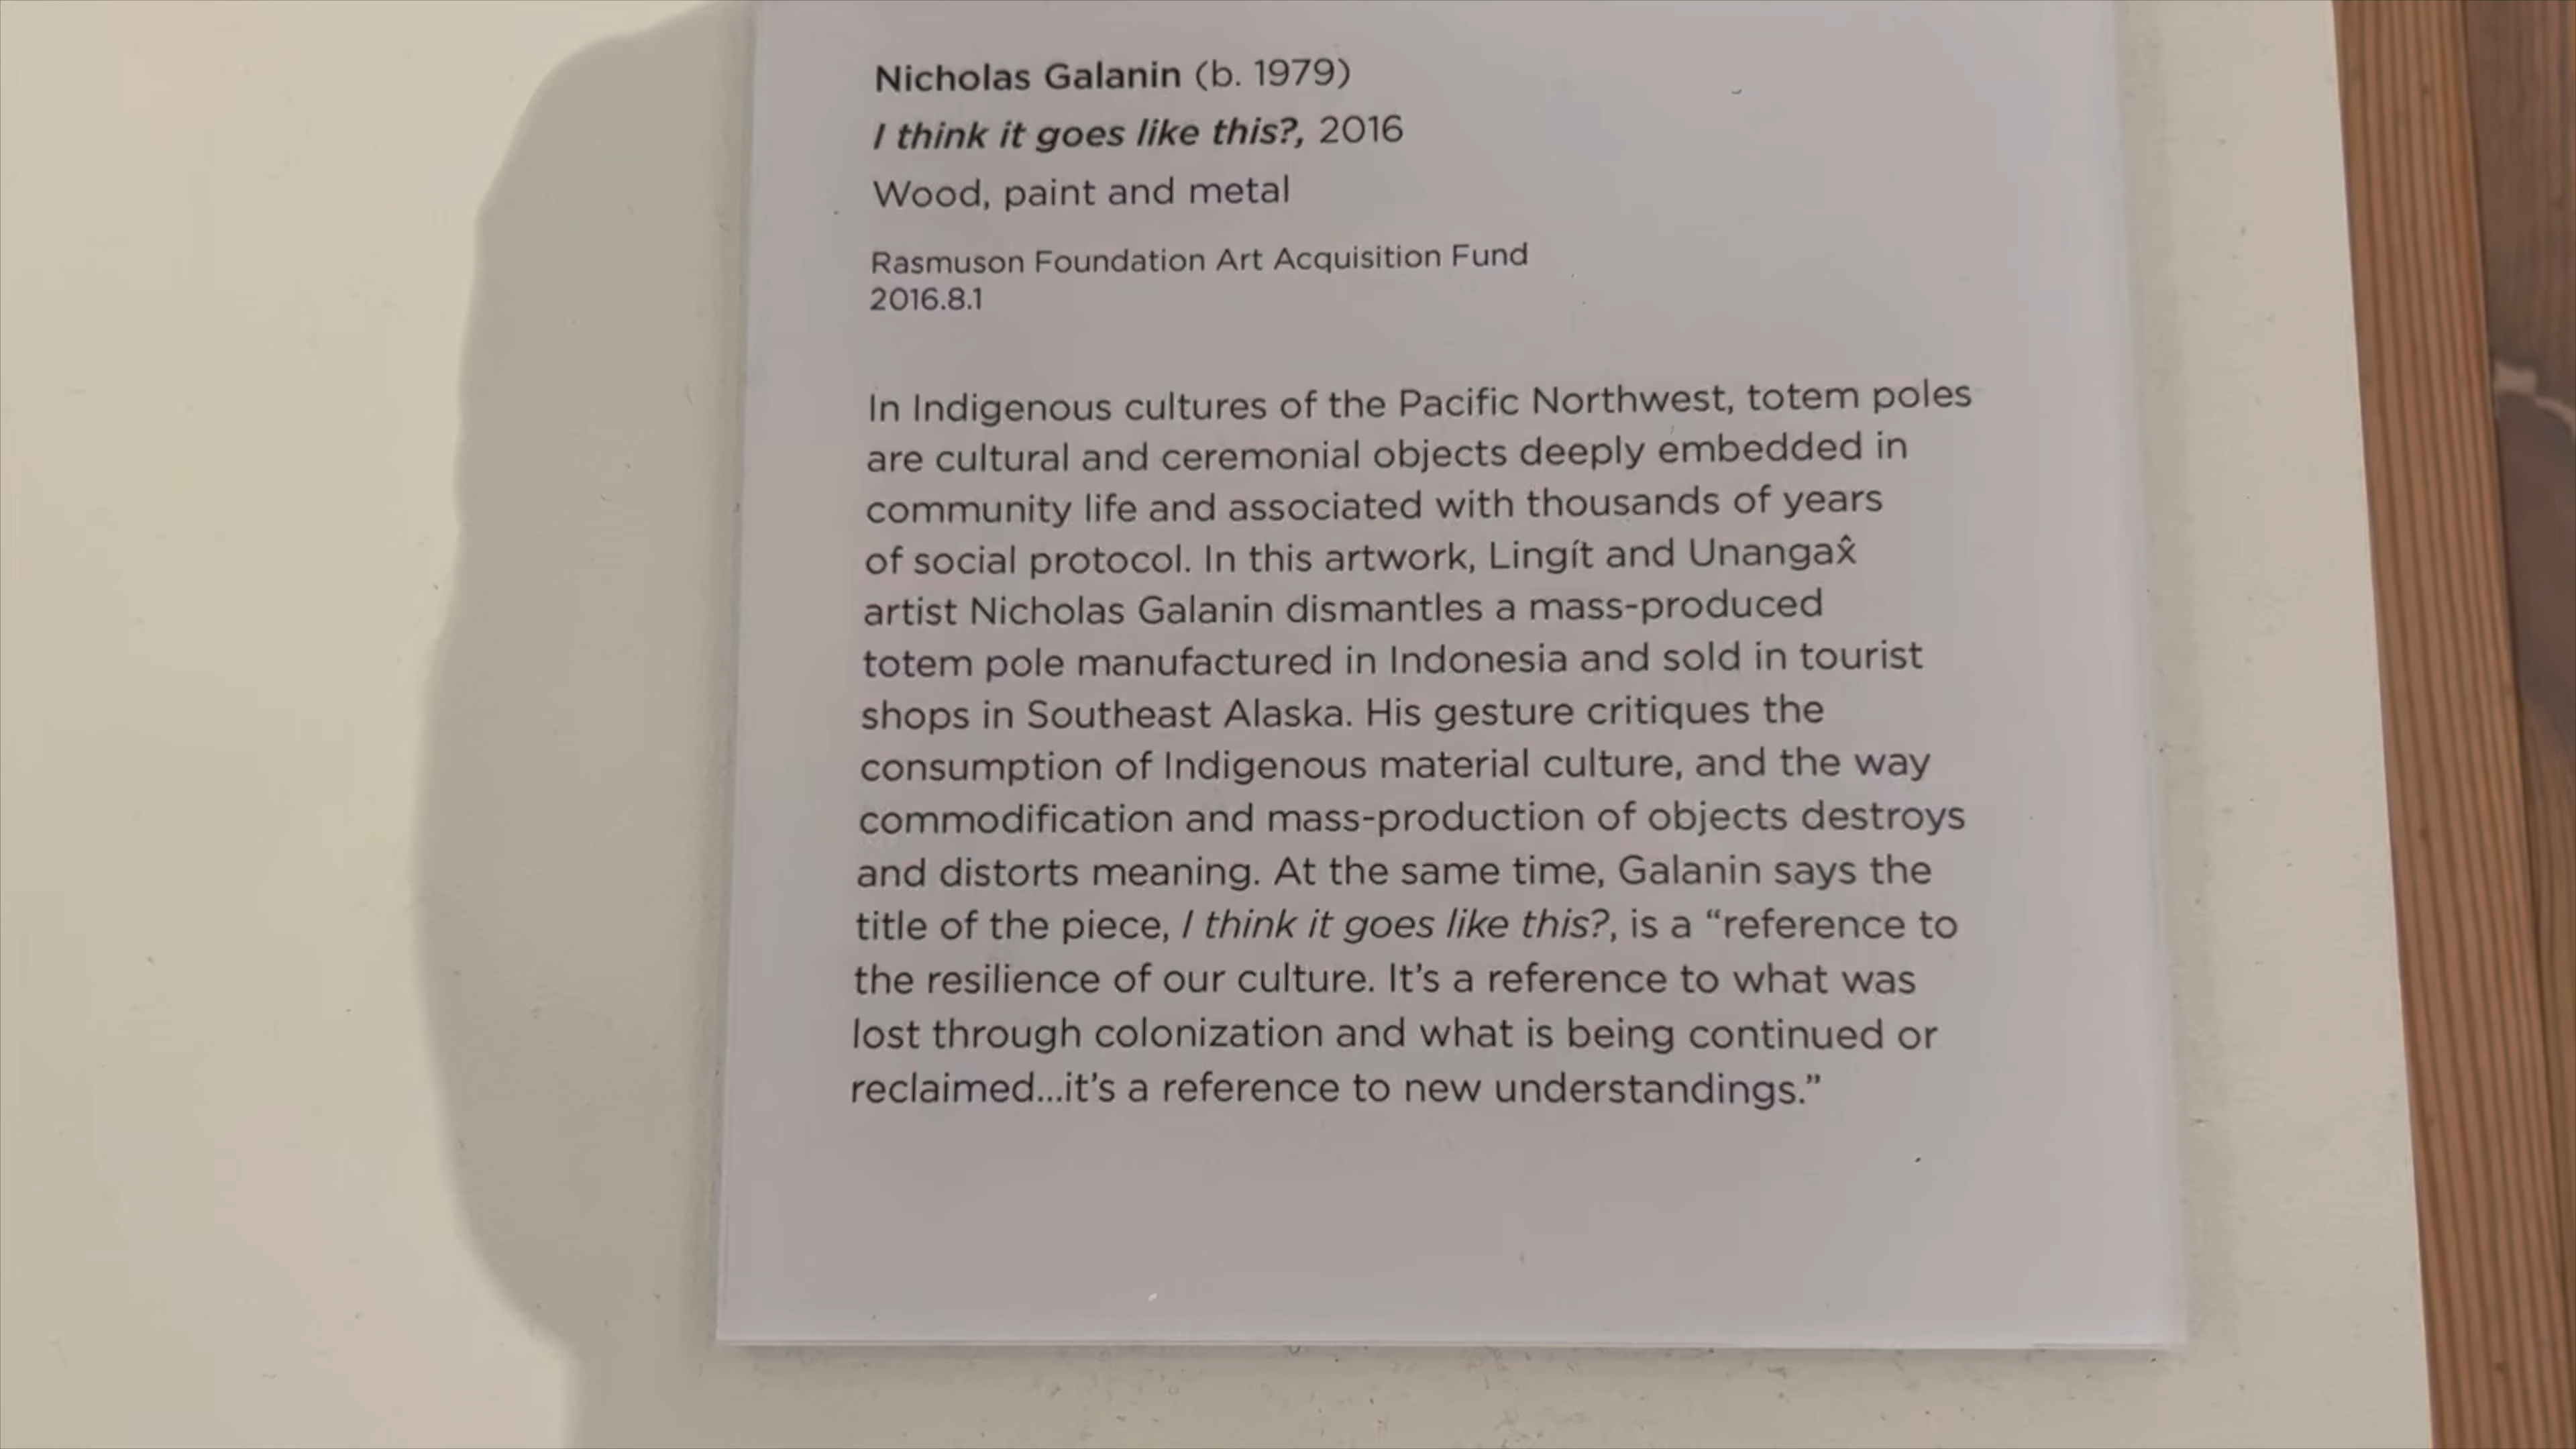 Nicholas Galanin (b. 1979)
I think it goes like this?, 2016
Wood, paint and metal
Rasmuson Foundation Art Acquisition Fund
2016.8.1
In Indigenous cultures of the Pacific Northwest, totem poles
are cultural and ceremonial objects deeply embedded in
community life and associated with thousands of years
of social protocol. In this artwork, Lingít and Unangax̂
artist Nicholas Galanin dismantles a mass-produced
totem pole manufactured in Indonesia and sold in tourist
shops in Southeast Alaska. His gesture critiques the
consumption of Indigenous material culture, and the way
commodification and mass-production of objects destroys
and distorts meaning. At the same time, Galanin says the
title of the piece, I think it goes like this?, is a “reference to
the resilience of our culture. It’s a reference to what was
lost through colonization and what is being continued or
reclaimed...it’s a reference to new understandings.”